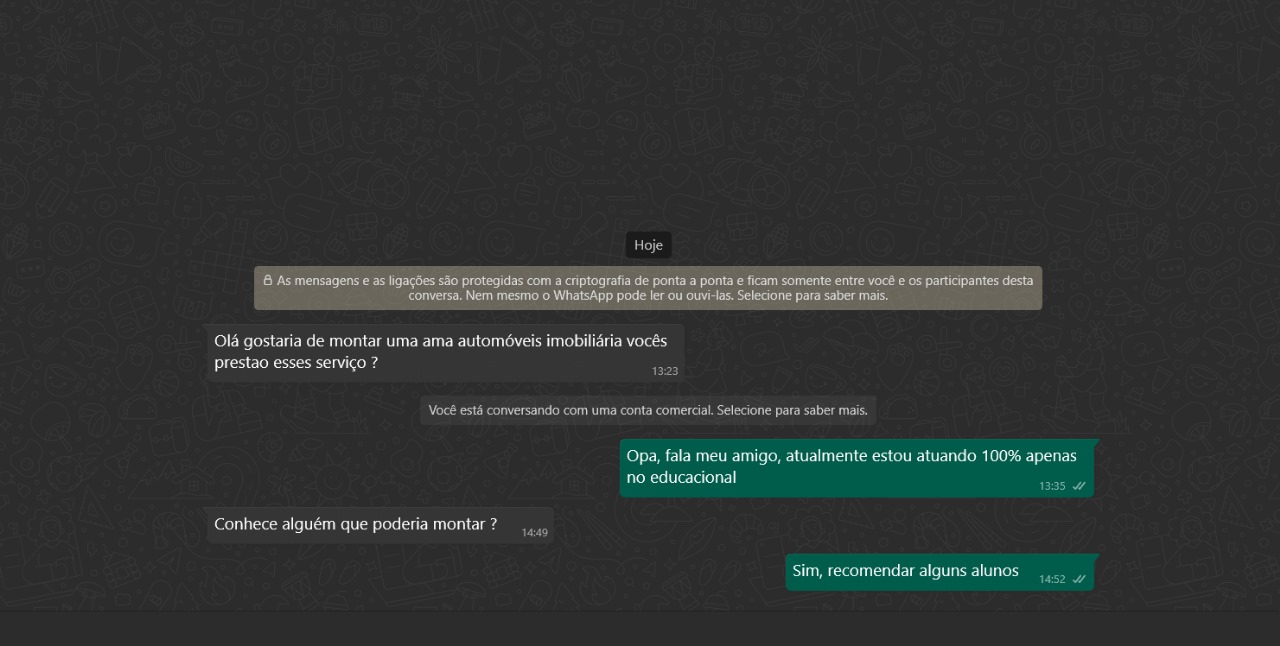 Hoje
As mensagens e as ligações são protegidas com a criptografia de ponta a ponta e ficam somente entre você e os participantes desta
conversa. Nem mesmo o WhatsApp pode ler ou ouvi-las. Selecione para saber mais.
Olá gostaria de montar uma ama automóveis imobiliária vocês
prestao esses serviço ?
13:23
Você está conversando com uma conta comercial. Selecione para saber mais.
Opa, fala meu amigo, atualmente estou atuando 100% apenas
no educacional
13:35
Conhece alguém que poderia montar ?
14:49
Sim, recomendar alguns alunos
14:52